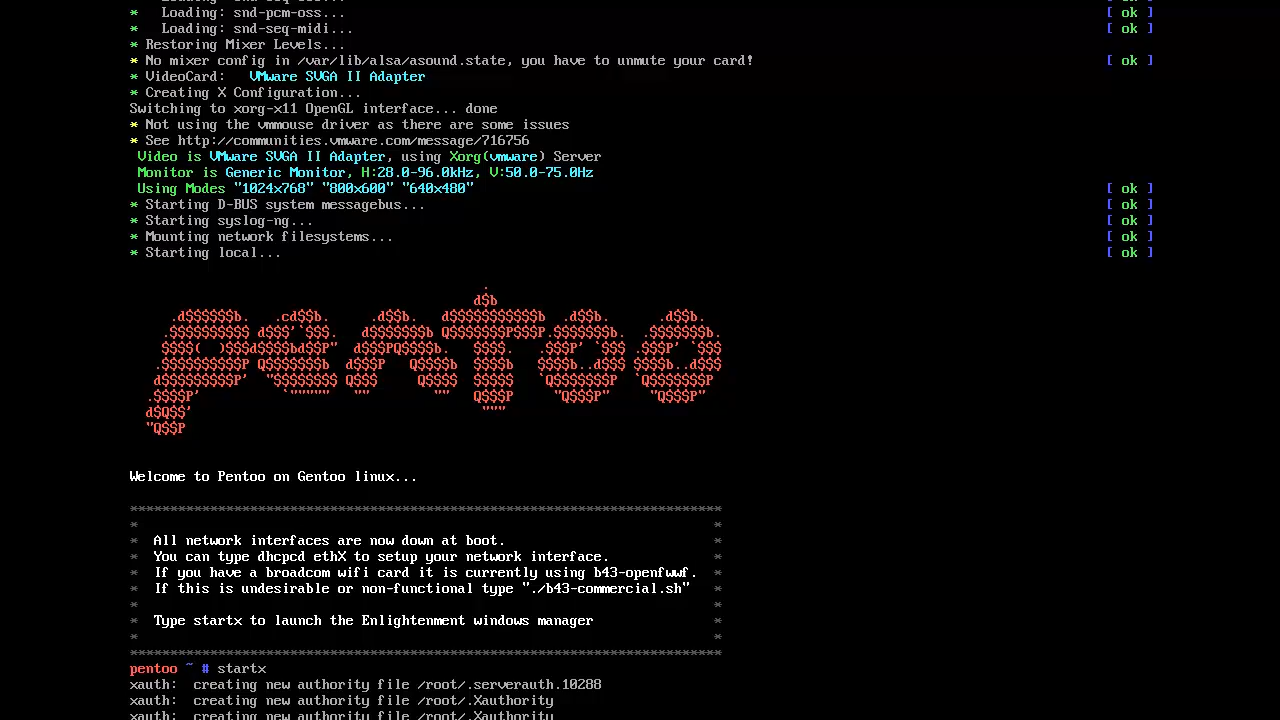 *   Loading: snd-pcm-oss... [ ok ]
*   Loading: snd-seq-midi... [ ok ]
* Restoring Mixer Levels...
* No mixer config in /var/lib/alsa/asound.state, you have to unmute your card! [ ok ]
* VideoCard:   VMware SVGA II Adapter
* Creating X Configuration...
Switching to xorg-x11 OpenGL interface... done
* Not using the vmmouse driver as there are some issues
* See http://communities.vmware.com/message/716756
Video is VMware SVGA II Adapter, using Xorg(vmware) Server
Monitor is Generic Monitor, H:28.0-96.0kHz, V:50.0-75.0Hz
Using Modes "1024x768" "800x600" "640x480" [ ok ]
* Starting D-BUS system messagebus... [ ok ]
* Starting syslog-ng... [ ok ]
* Mounting network filesystems... [ ok ]
* Starting local... [ ok ]
PENTOO
Welcome to Pentoo on Gentoo linux...
All network interfaces are now down at boot.
You can type dhcpcd ethX to setup your network interface.
If you have a broadcom wifi card it is currently using b43-openfwwf.
If this is undesirable or non-functional type "./b43-commercial.sh"
Type startx to launch the Enlightenment windows manager
pentoo ~ # startx
xauth:  creating new authority file /root/.serverauth.10288
xauth:  creating new authority file /root/.Xauthority
xauth:  creating new authority file /root/.Xauthority